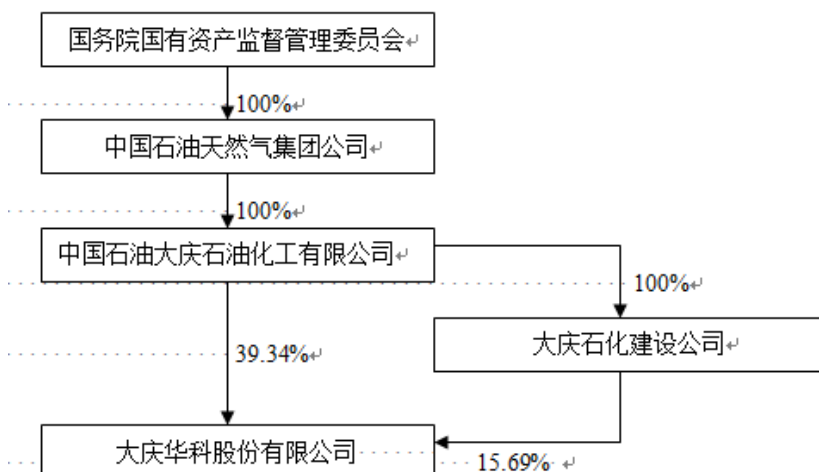 国务院国有资产监督管理委员会
100%
中国石油天然气集团公司
100%
中国石油大庆石油化工有限公司
100%
大庆石化建设公司
39.34%
大庆华科股份有限公司
15.69%